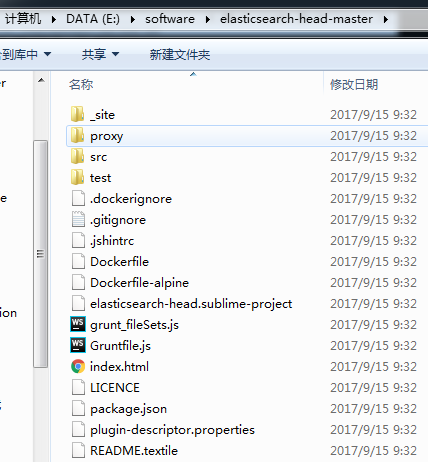 计算机 ▸ DATA (E:) ▸ software ▸ elasticsearch-head-master ▸
到库中 ▼ 共享 ▼ 新建文件夹
名称 修改日期
_site 2017/9/15 9:32
proxy 2017/9/15 9:32
src 2017/9/15 9:32
test 2017/9/15 9:32
.dockerignore 2017/9/15 9:32
.gitignore 2017/9/15 9:32
.jshintrc 2017/9/15 9:32
Dockerfile 2017/9/15 9:32
Dockerfile-alpine 2017/9/15 9:32
elasticsearch-head.sublime-project 2017/9/15 9:32
grunt_fileSets.js 2017/9/15 9:32
Gruntfile.js 2017/9/15 9:32
index.html 2017/9/15 9:32
LICENCE 2017/9/15 9:32
package.json 2017/9/15 9:32
plugin-descriptor.properties 2017/9/15 9:32
README.textile 2017/9/15 9:32